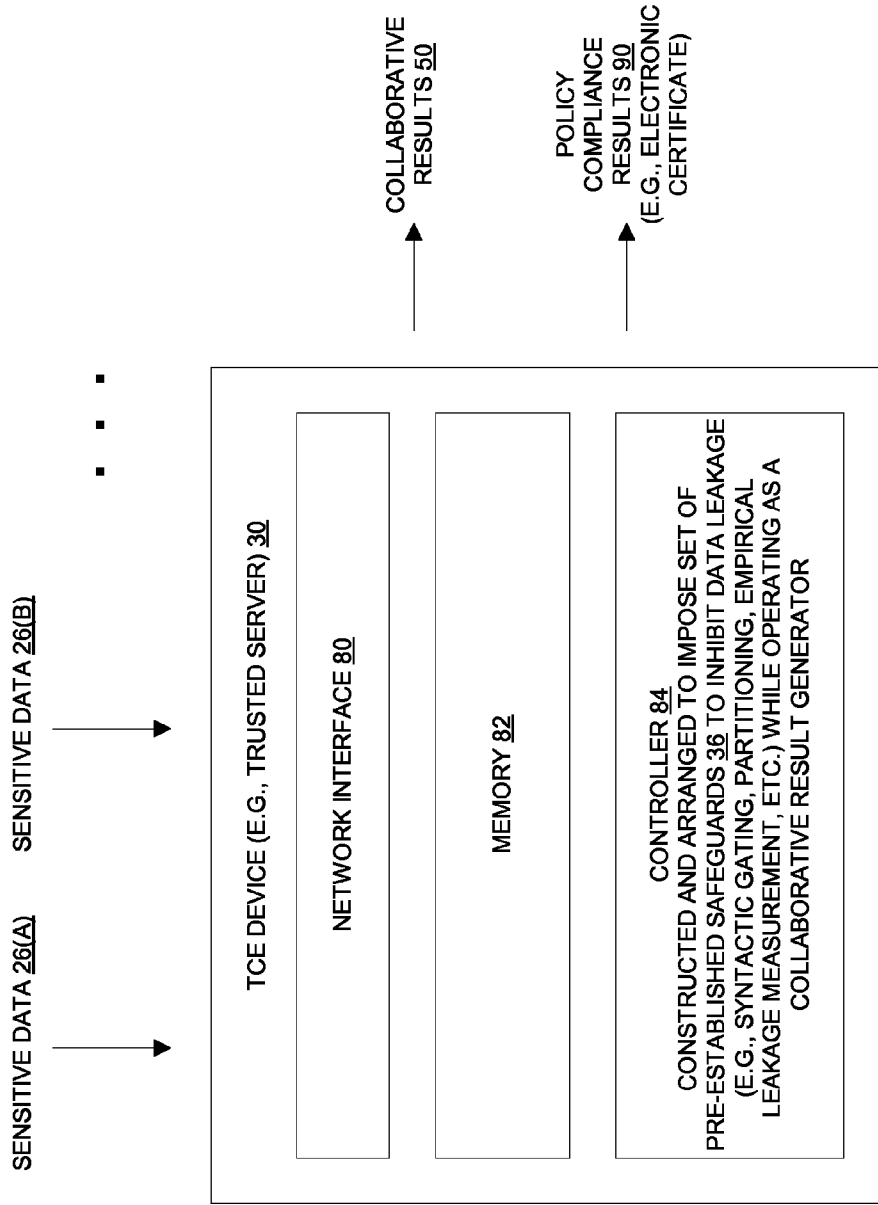 SENSITIVE DATA 26(A)
SENSITIVE DATA 26(B)
TCE DEVICE (E.G., TRUSTED SERVER) 30
NETWORK INTERFACE 80
MEMORY 82
CONTROLLER 84
CONSTRUCTED AND ARRANGED TO IMPOSE SET OF
PRE-ESTABLISHED SAFEGUARDS 36 TO INHIBIT DATA LEAKAGE
(E.G., SYNTACTIC GATING, PARTITIONING, EMPIRICAL
LEAKAGE MEASUREMENT, ETC.) WHILE OPERATING AS A
COLLABORATIVE RESULT GENERATOR
COLLABORATIVE
RESULTS 50
POLICY
COMPLIANCE
RESULTS 90
(E.G., ELECTRONIC
CERTIFICATE)